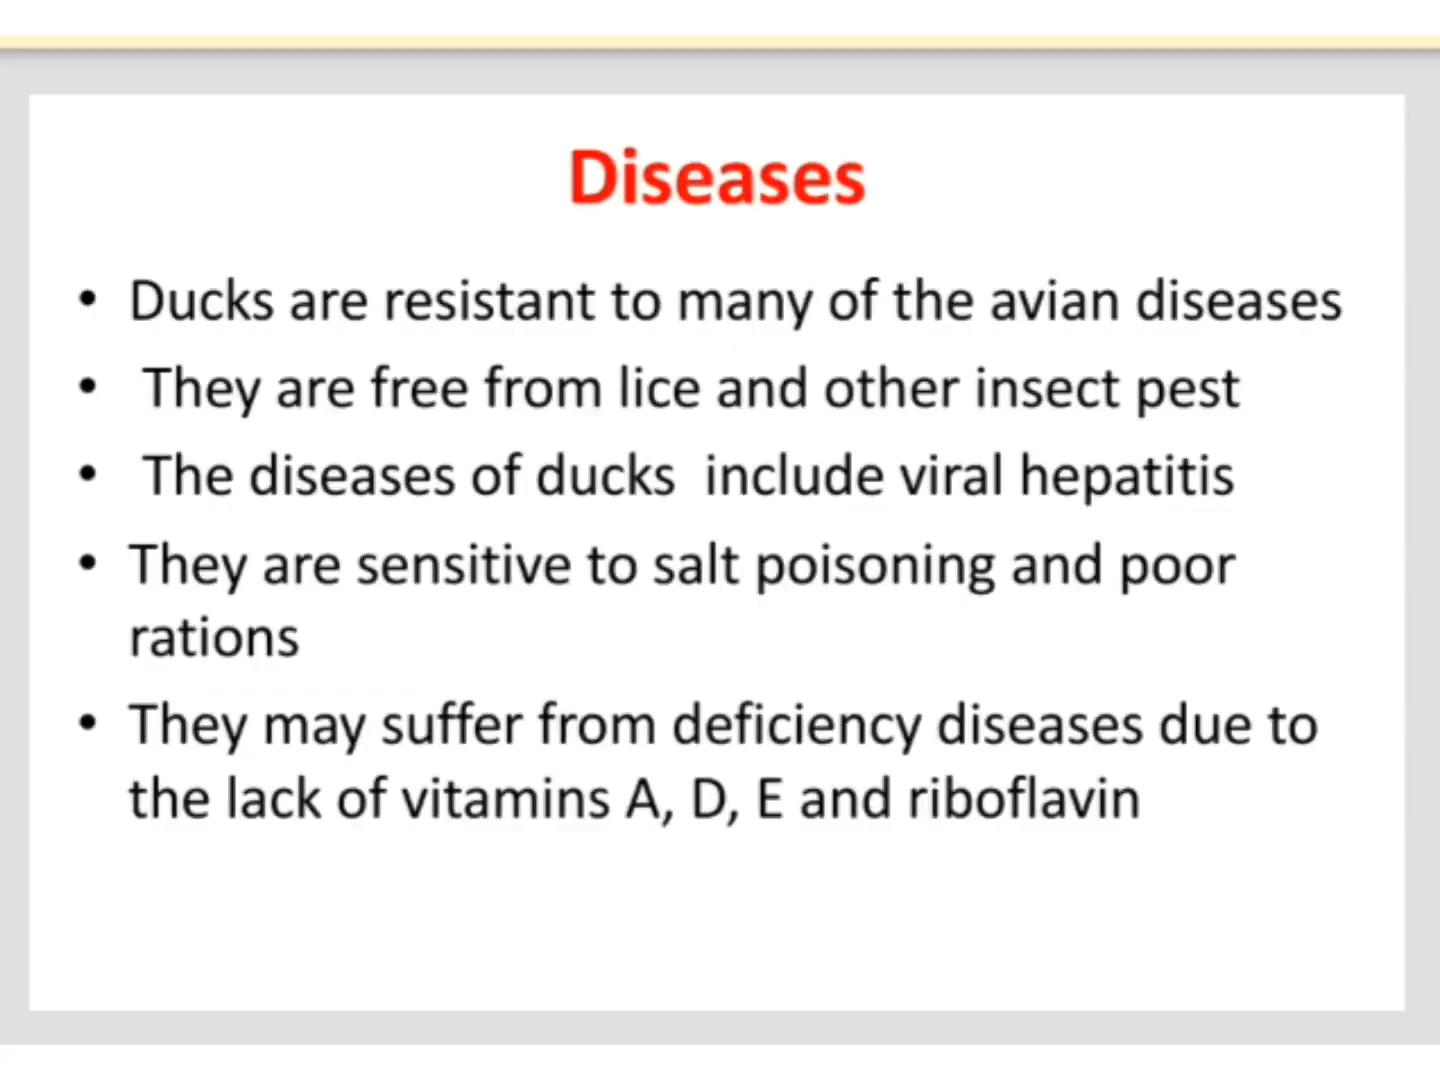 Diseases
• Ducks are resistant to many of the avian diseases
• They are free from lice and other insect pest
• The diseases of ducks  include viral hepatitis
• They are sensitive to salt poisoning and poor
rations
• They may suffer from deficiency diseases due to
the lack of vitamins A, D, E and riboflavin